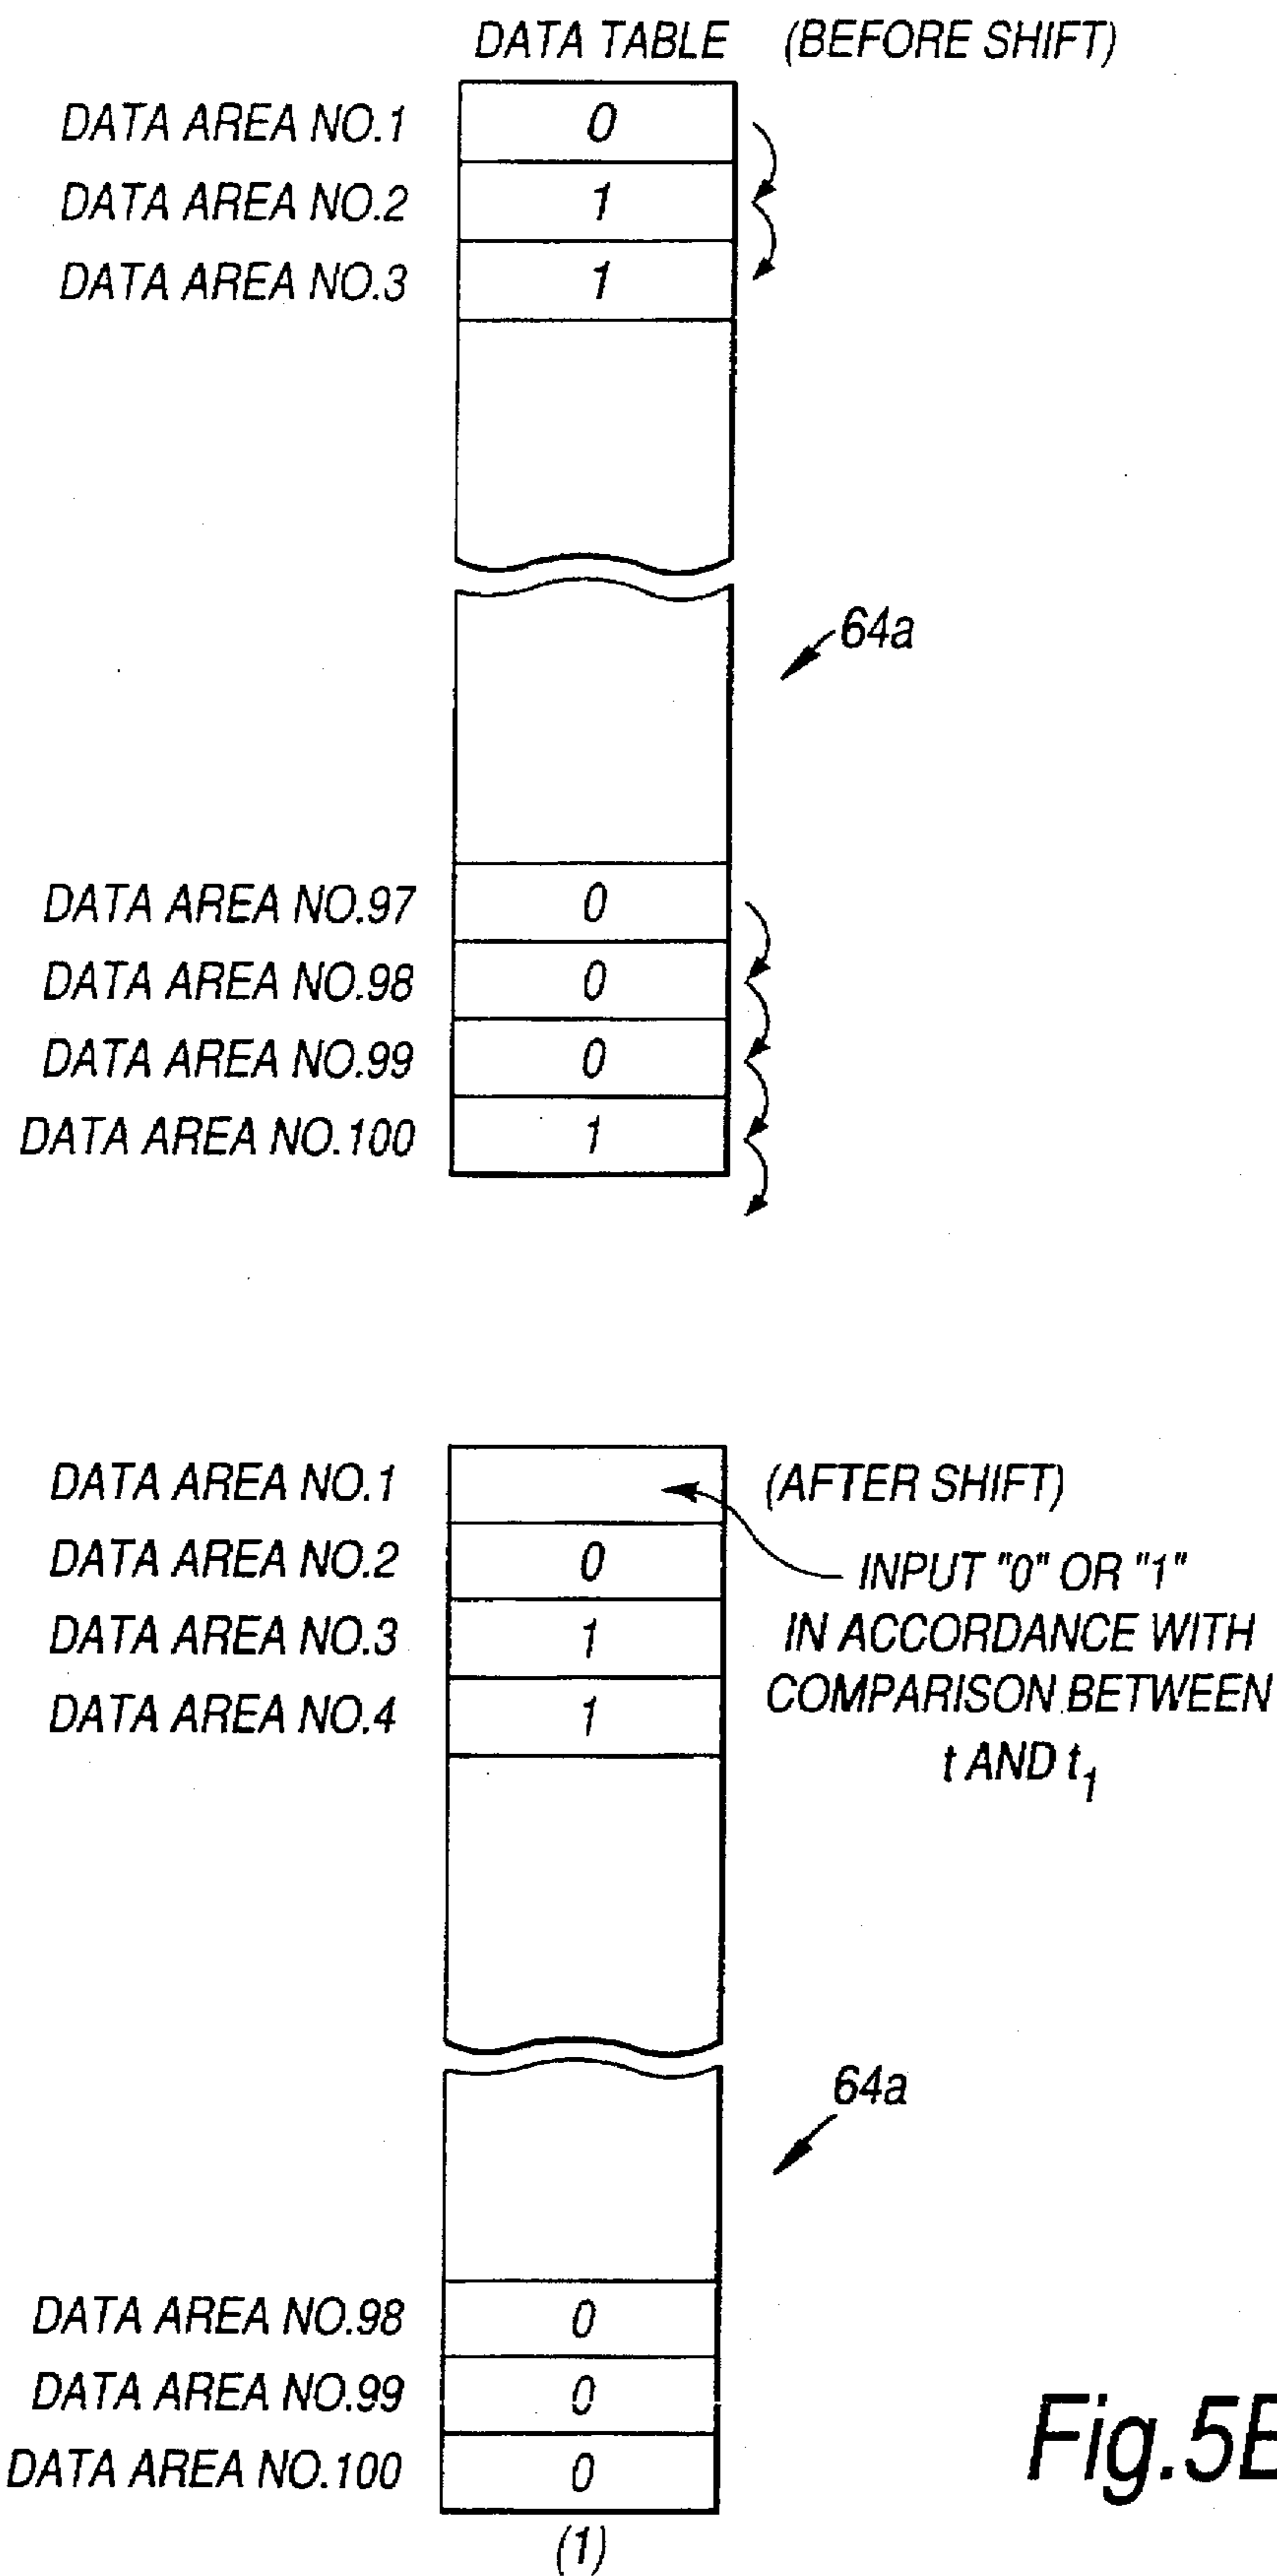 DATA TABLE (BEFORE SHIFT)
DATA AREA NO.1 0
DATA AREA NO.2 1
DATA AREA NO.3 1
64a
DATA AREA NO.97 0
DATA AREA NO.98 0
DATA AREA NO.99 0
DATA AREA NO.100 1
DATA AREA NO.1 (AFTER SHIFT)
DATA AREA NO.2 0 INPUT "0" OR "1"
DATA AREA NO.3 1 IN ACCORDANCE WITH
DATA AREA NO.4 1 COMPARISON BETWEEN
t AND t₁
64a
DATA AREA NO.98 0
DATA AREA NO.99 0
DATA AREA NO.100 0
(1)
Fig.5B